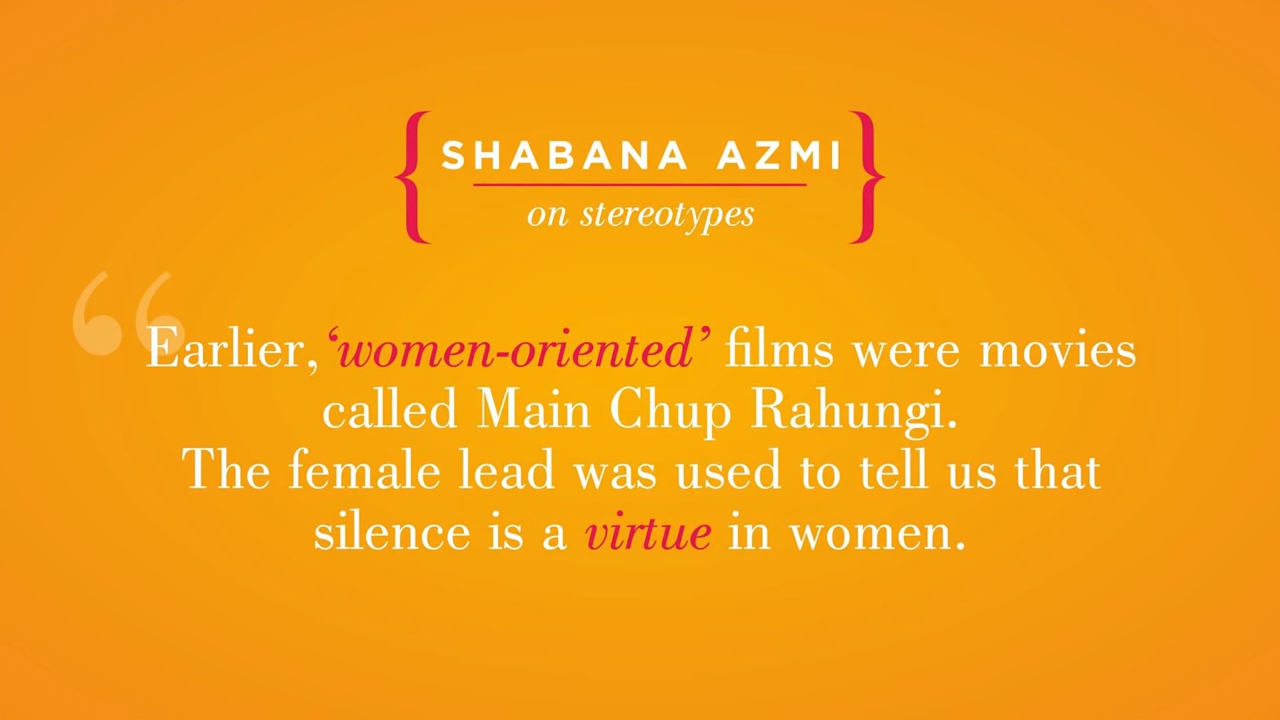 SHABANA AZMI
on stereotypes
“Earlier, ‘women-oriented’ films were movies
called Main Chup Rahungi.
The female lead was used to tell us that
silence is a virtue in women.